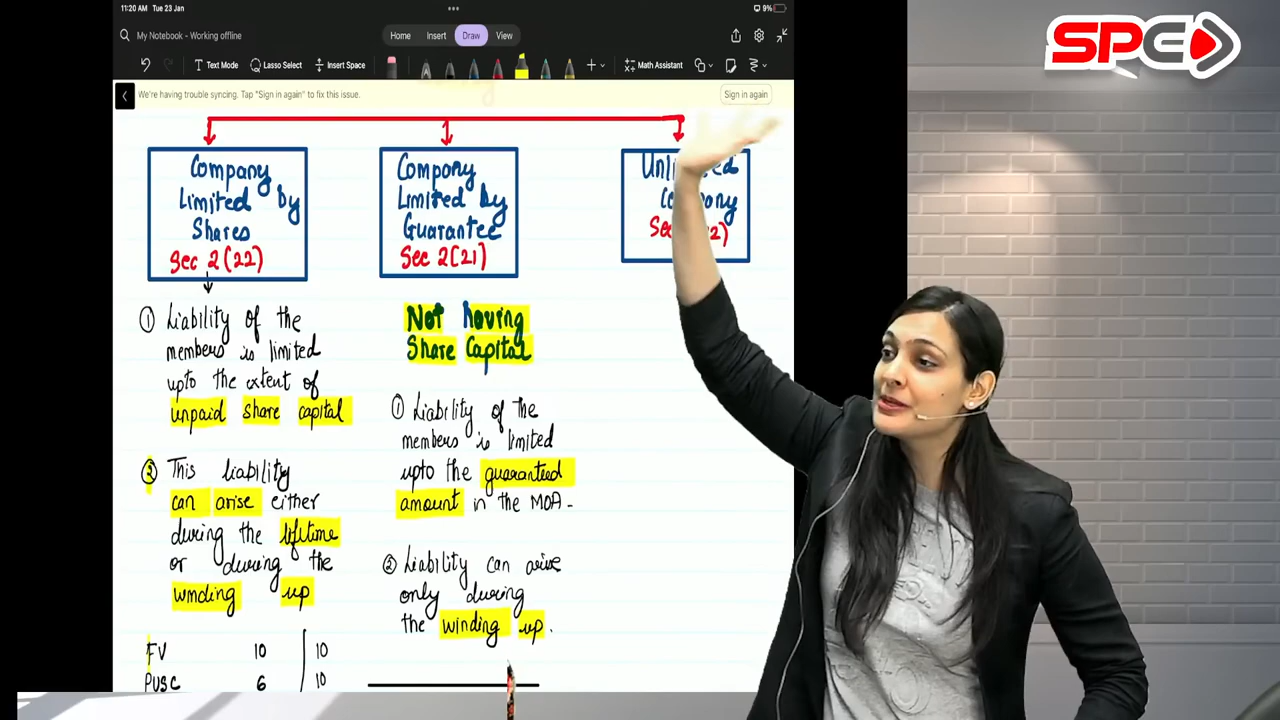 11:20 AM Tue 23 Jan
9%
My Notebook - Working offline
Home Insert Draw View
Text Mode Lasso Select Insert Space Math Assistant
We're having trouble syncing. Tap "Sign in again" to fix this issue.
Sign in again
SPC
Company
Limited by
Shares
Sec 2(22)
① Liability of the
members is limited
upto the extent of
unpaid share capital
② This liability
can arise either
during the lifetime
or during the
winding up
FV 10 10
PUSC 6 10
Company
Limited by
Guarantee
Sec 2(21)
Not having
Share Capital
① Liability of the
members is limited
upto the guaranteed
amount in the MOA-
② Liability can arise
only during
the winding up.